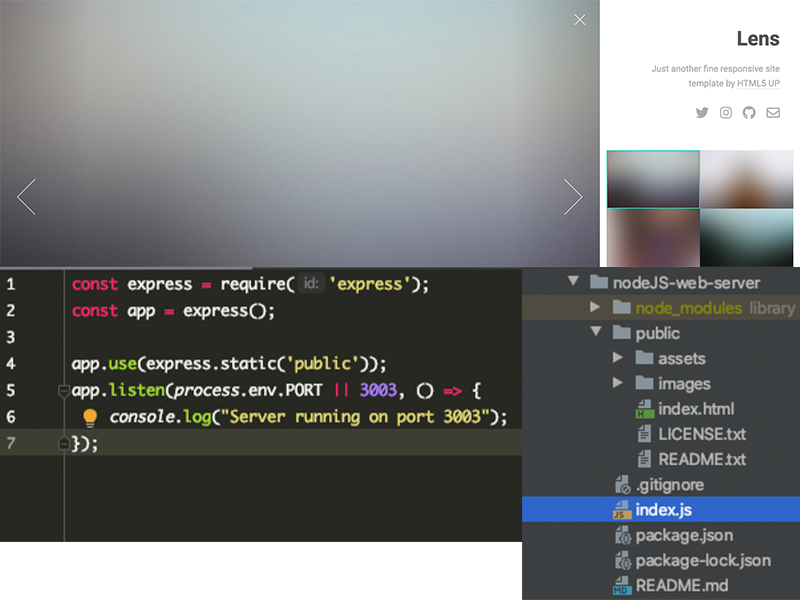 Lens
Just another fine responsive site
template by HTML5 UP
1 const express = require( id: 'express');
2 const app = express();
3
4 app.use(express.static('public'));
5 app.listen(process.env.PORT || 3003, () => {
6 console.log("Server running on port 3003");
7 });
nodeJS-web-server
node_modules library
public
assets
images
H
index.html
LICENSE.txt
README.txt
.gitignore
JS
index.js
package.json
package-lock.json
MD
README.md